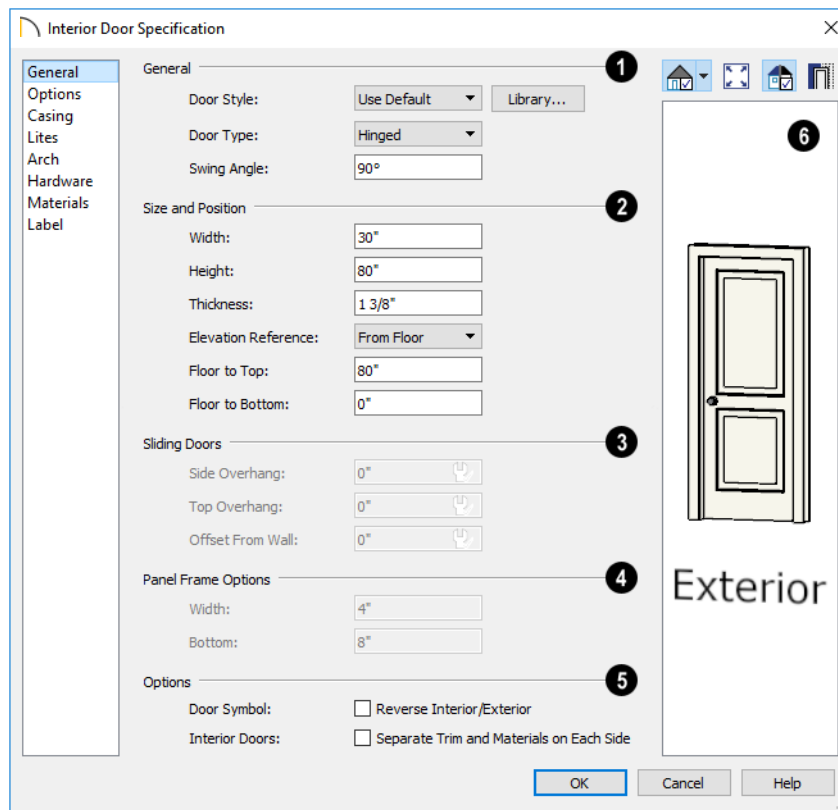 Interior Door Specification
General
Options
Casing
Lites
Arch
Hardware
Materials
Label
General 1
Door Style: Use Default Library...
Door Type: Hinged
Swing Angle: 90°
Size and Position 2
Width: 30"
Height: 80"
Thickness: 1 3/8"
Elevation Reference: From Floor
Floor to Top: 80"
Floor to Bottom: 0"
Sliding Doors 3
Side Overhang: 0"
Top Overhang: 0"
Offset From Wall: 0"
Panel Frame Options 4
Width: 4"
Bottom: 8"
Options 5
Door Symbol: Reverse Interior/Exterior
Interior Doors: Separate Trim and Materials on Each Side
6
Exterior
OK Cancel Help